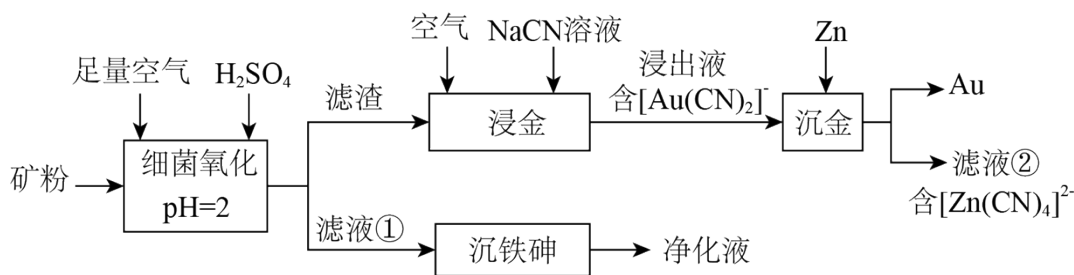 空气
NaCN溶液
Zn
足量空气
H₂SO₄
浸出液
滤渣
含[Au(CN)₂]⁻
Au
浸金
沉金
矿粉
细菌氧化
pH=2
滤液②
含[Zn(CN)₄]²⁻
滤液①
沉铁砷
净化液